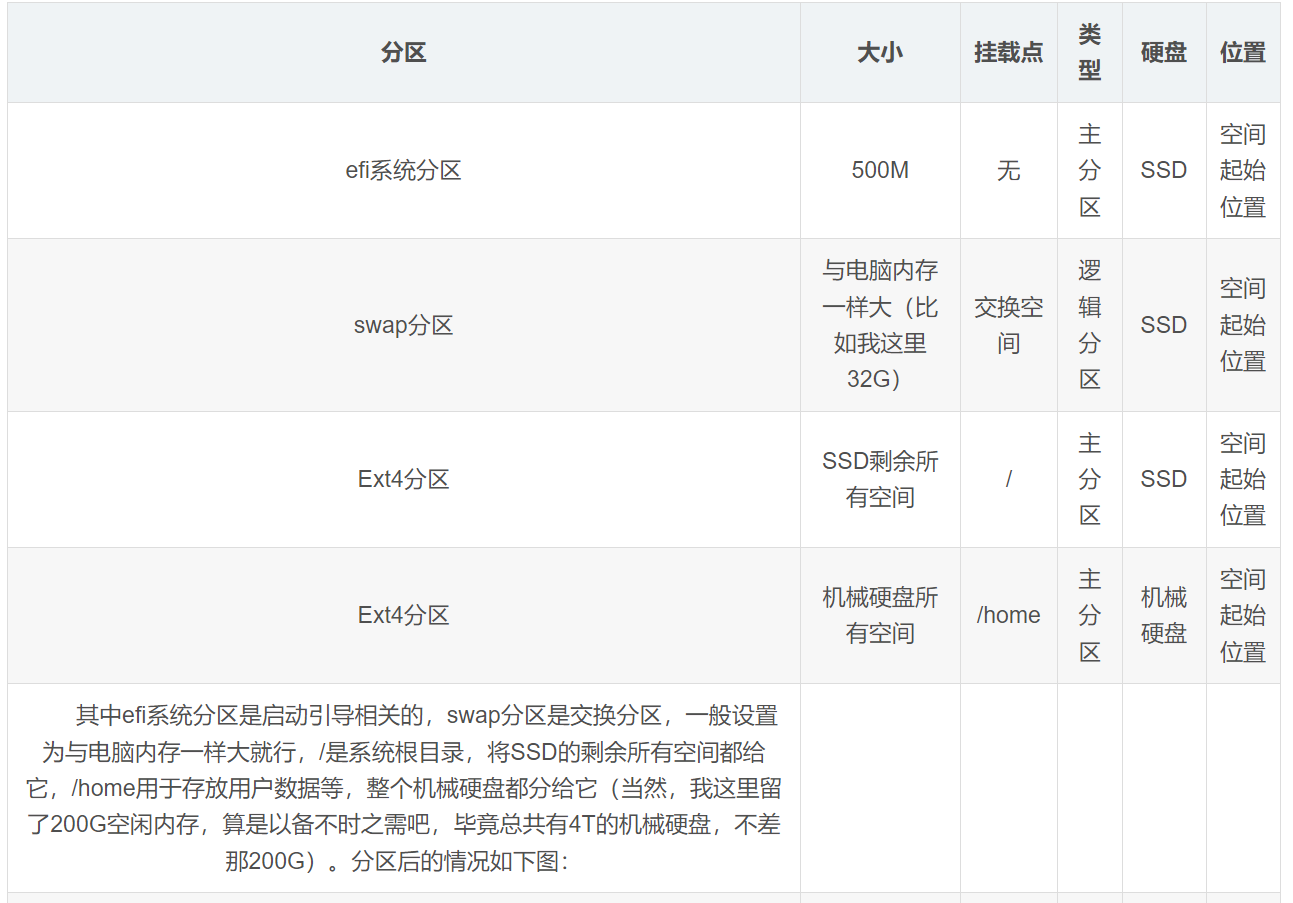 分区 大小 挂载点 类型 硬盘 位置
efi系统分区 500M 无 主分区 SSD 空间起始位置
swap分区 与电脑内存一样大（比如我这里32G） 交换空间 逻辑分区 SSD 空间起始位置
Ext4分区 SSD剩余所有空间 / 主分区 SSD 空间起始位置
Ext4分区 机械硬盘所有空间 /home 主分区 机械硬盘 空间起始位置
其中efi系统分区是启动引导相关的，swap分区是交换分区，一般设置
为与电脑内存一样大就行，/是系统根目录，将SSD的剩余所有空间都给
它，/home用于存放用户数据等，整个机械硬盘都分给它（当然，我这里留
了200G空闲内存，算是以备不时之需吧，毕竟总共有4T的机械硬盘，不差
那200G）。分区后的情况如下图：